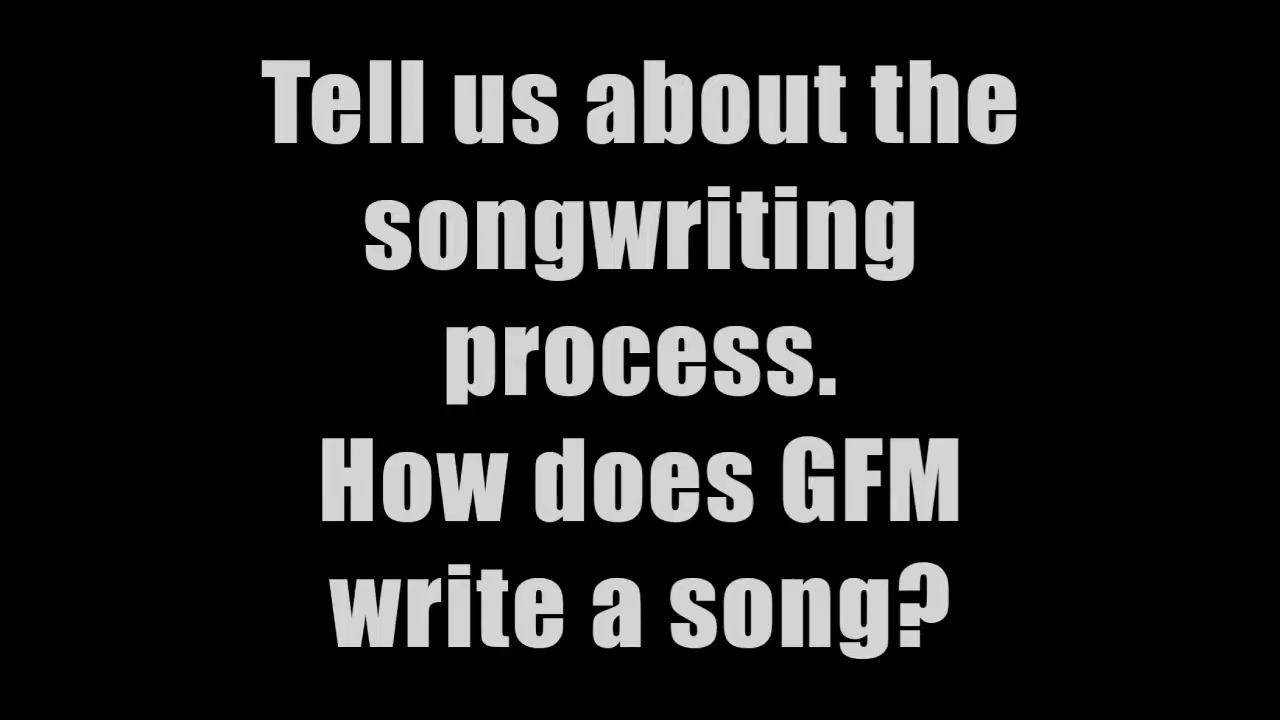 Tell us about the
songwriting
process.
How does GFM
write a song?